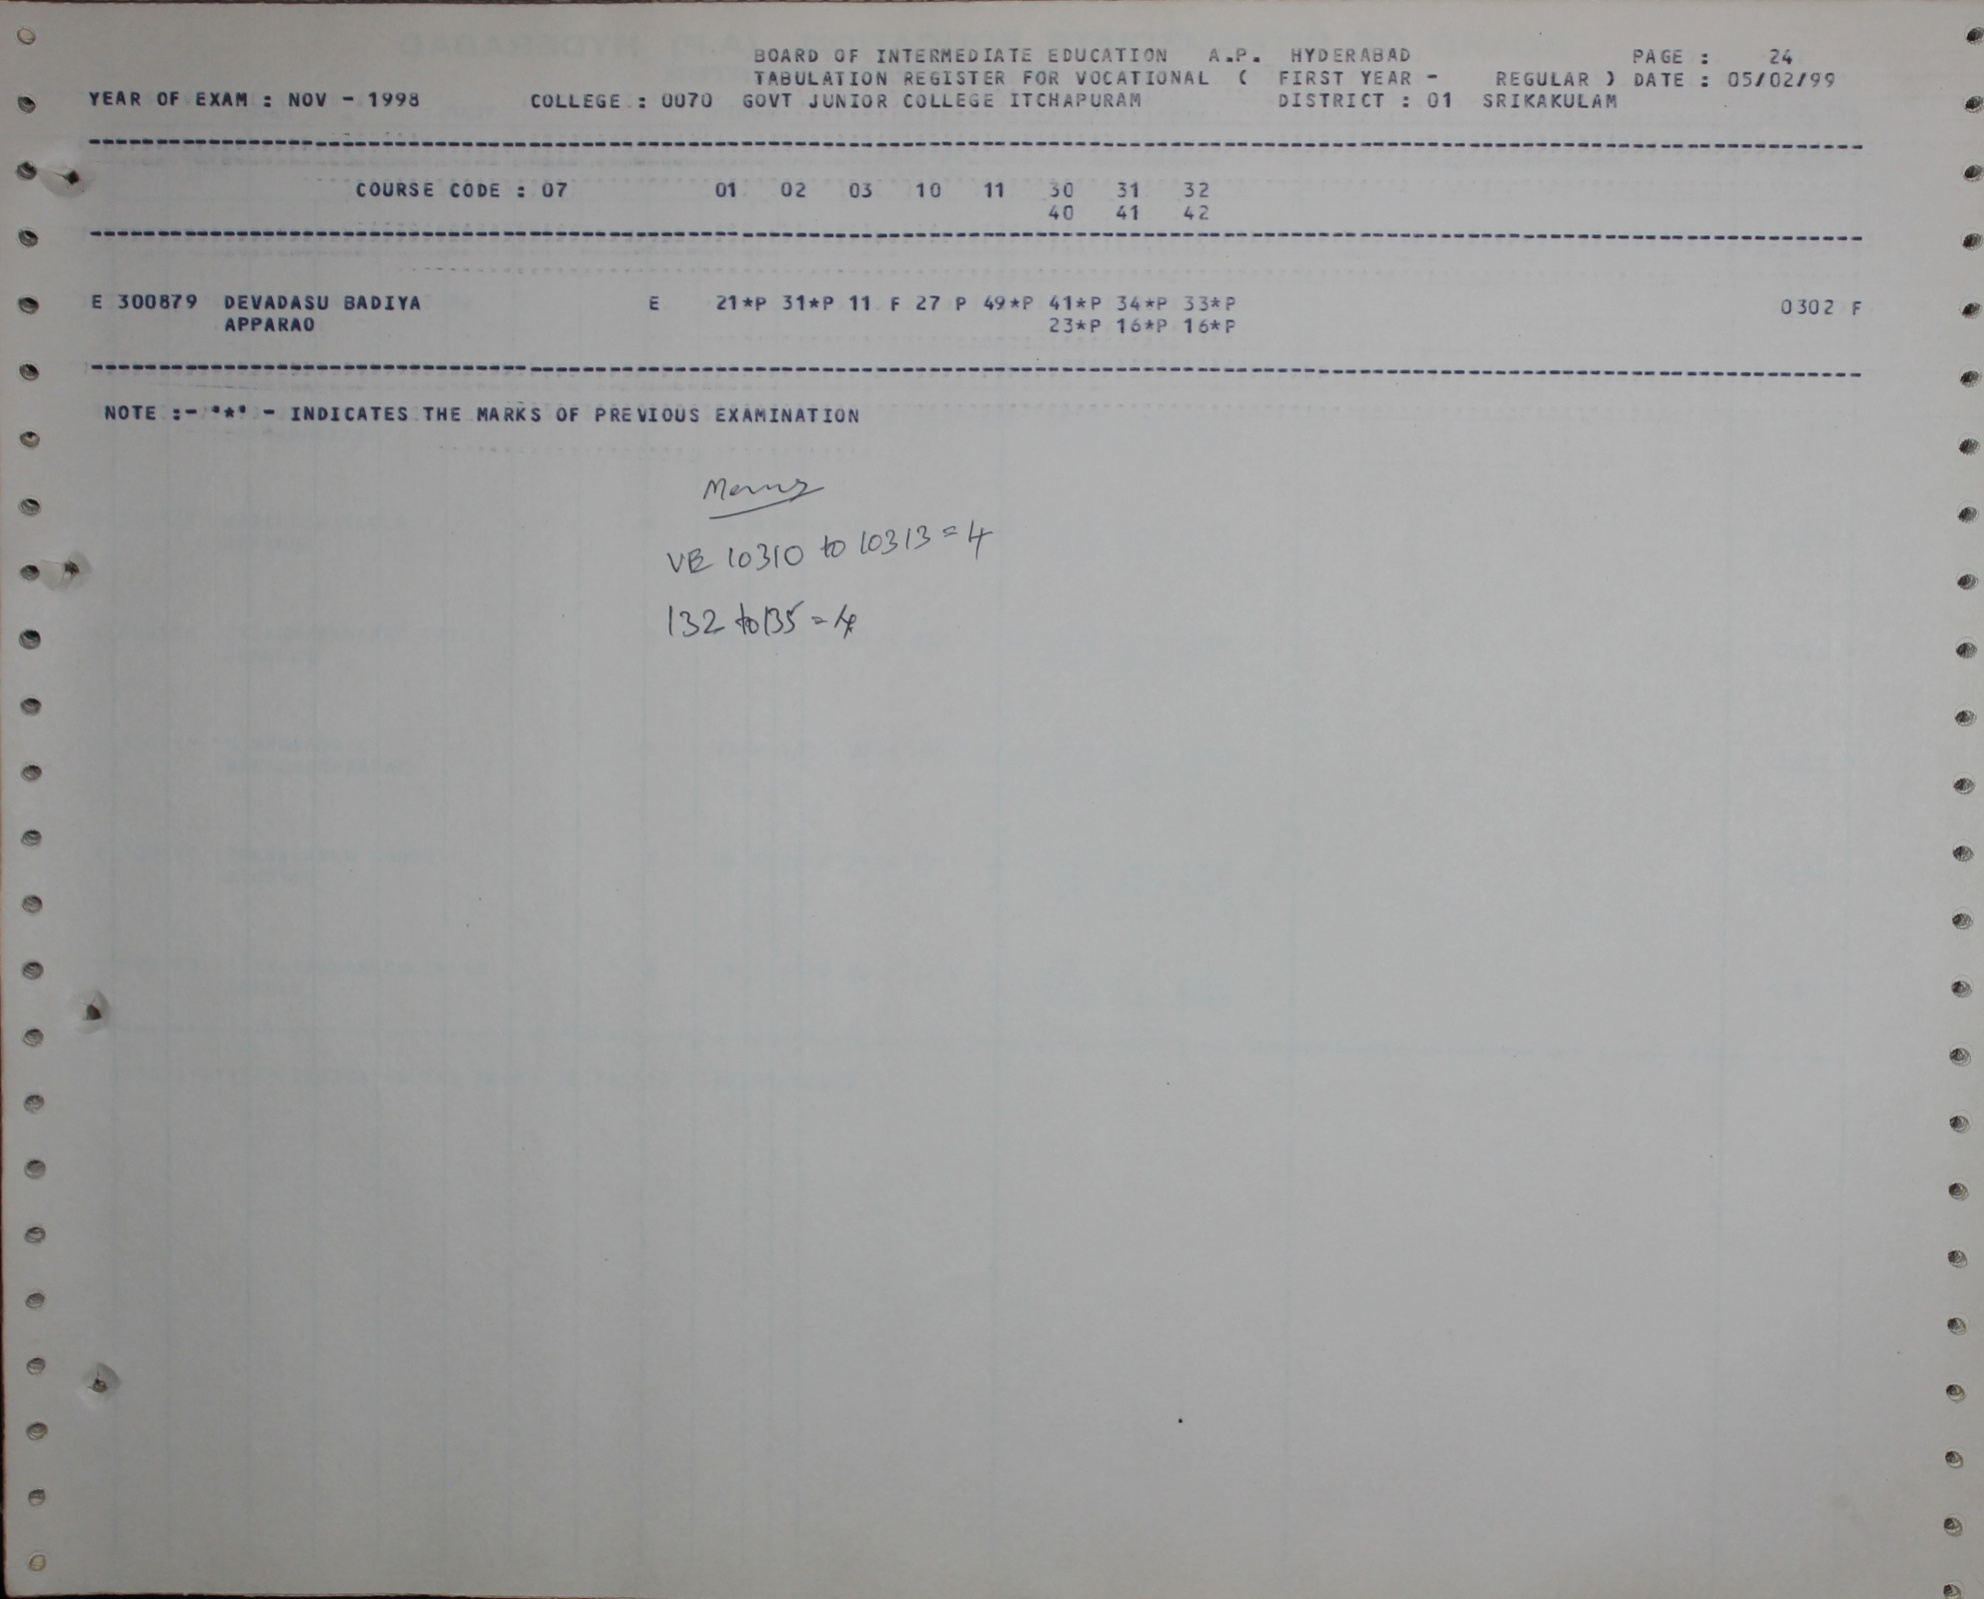 BOARD OF INTERMEDIATE EDUCATION A.P. HYDERABAD PAGE : 24
TABULATION REGISTER FOR VOCATIONAL ( FIRST YEAR - REGULAR ) DATE : 05/02/99
YEAR OF EXAM : NOV - 1998 COLLEGE : 0070 GOVT JUNIOR COLLEGE ITCHAPURAM DISTRICT : 01 SRIKAKULAM
COURSE CODE : 07 01 02 03 10 11 30 31 32
40 41 42
E 300879 DEVADASU BADIYA E 21*P 31*P 11 F 27 P 49*P 41*P 34*P 33*P 0302 F
APPARAO 23*P 16*P 16*P
NOTE :- "*" - INDICATES THE MARKS OF PREVIOUS EXAMINATION
VB 10310 to 10313 = 4
132 to 135 = 4